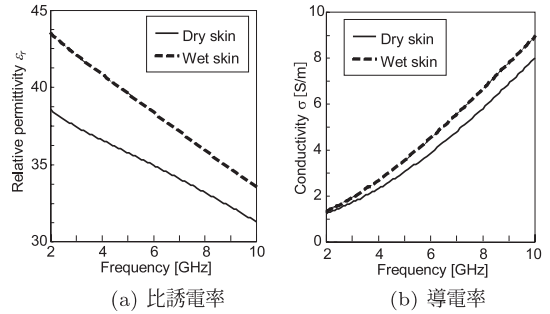 45
40
35
30
Relative permittivity εr
Dry skin
Wet skin
2 4 6 8 10
Frequency [GHz]
(a) 比誘電率
10
8
6
4
2
0
Conductivity σ [S/m]
Dry skin
Wet skin
2 4 6 8 10
Frequency [GHz]
(b) 導電率